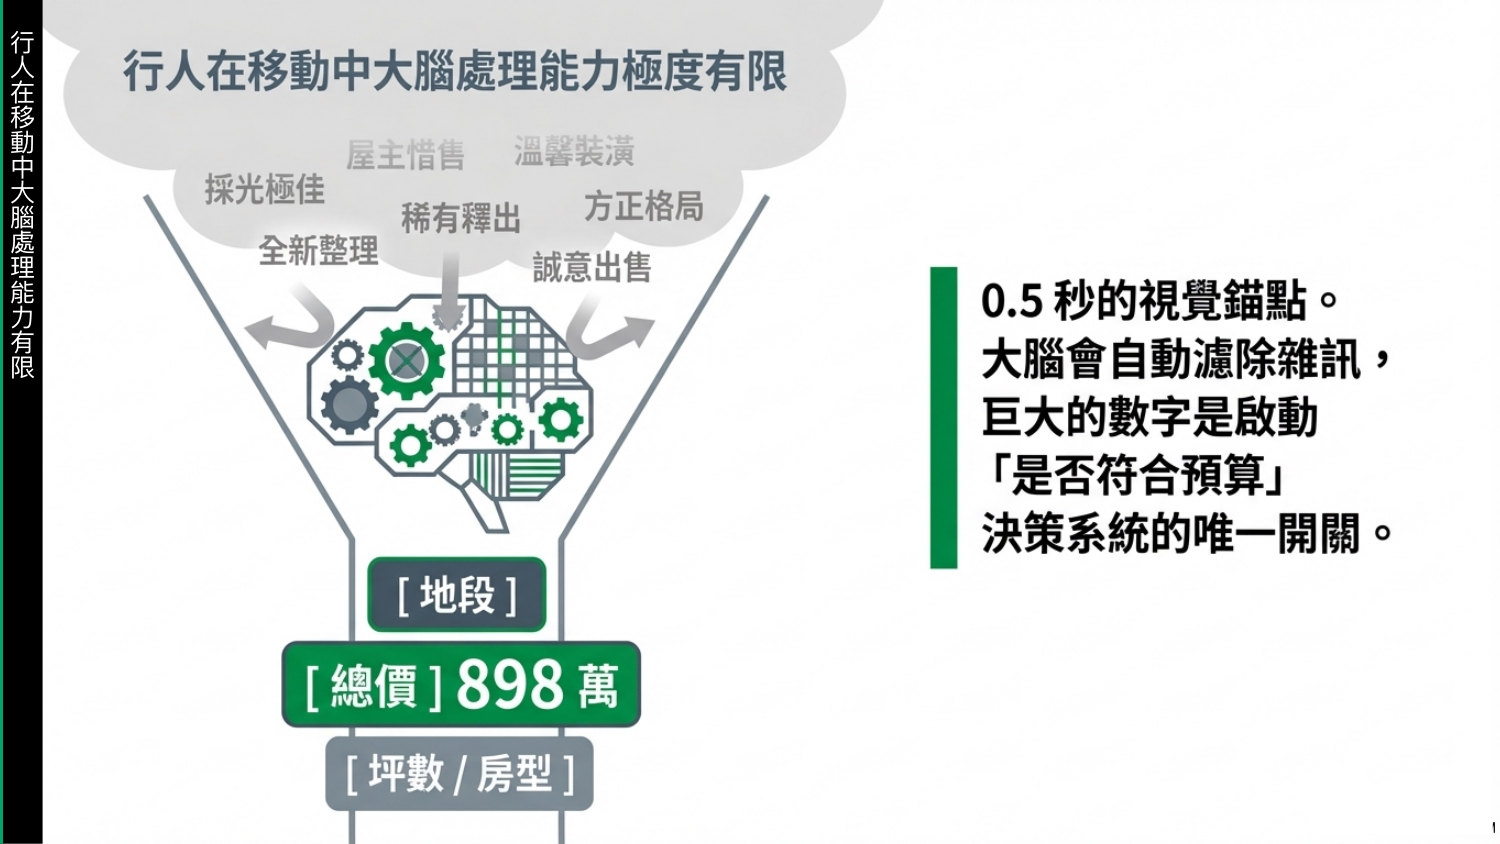 行人在移動中大腦處理能力有限
行人在移動中大腦處理能力極度有限
屋主惜售
溫馨裝潢
採光極佳
稀有釋出
方正格局
全新整理
誠意出售
0.5 秒的視覺錨點。
大腦會自動濾除雜訊，
巨大的數字是啟動
「是否符合預算」
決策系統的唯一開關。
[ 地段 ]
[ 總價 ] 898 萬
[ 坪數 / 房型 ]